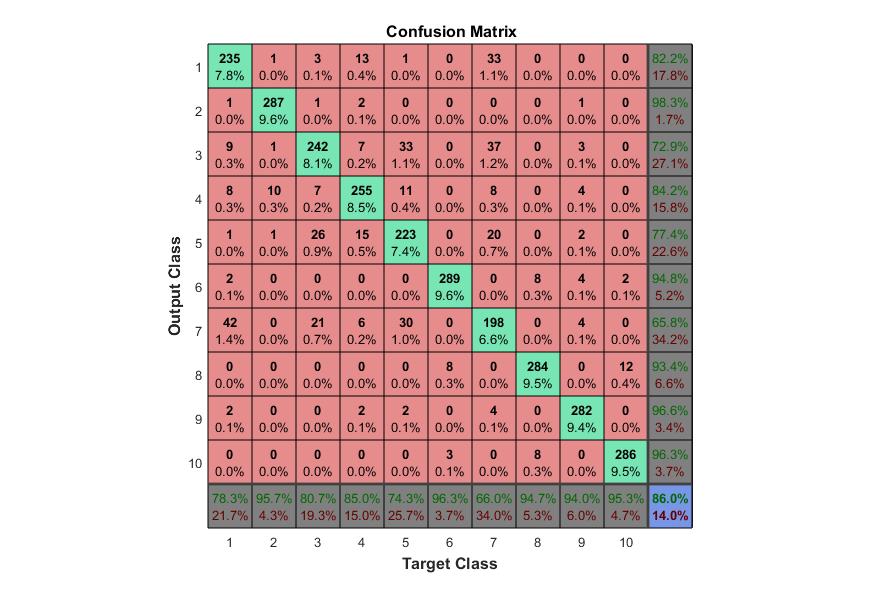 Confusion Matrix
1 235 1 3 13 1 0 33 0 0 0 82.2%
7.8% 0.0% 0.1% 0.4% 0.0% 0.0% 1.1% 0.0% 0.0% 0.0% 17.8%
2 1 287 1 2 0 0 0 0 1 0 98.3%
0.0% 9.6% 0.0% 0.1% 0.0% 0.0% 0.0% 0.0% 0.0% 0.0% 1.7%
3 9 1 242 7 33 0 37 0 3 0 72.9%
0.3% 0.0% 8.1% 0.2% 1.1% 0.0% 1.2% 0.0% 0.1% 0.0% 27.1%
4 8 10 7 255 11 0 8 0 4 0 84.2%
0.3% 0.3% 0.2% 8.5% 0.4% 0.0% 0.3% 0.0% 0.1% 0.0% 15.8%
5 1 1 26 15 223 0 20 0 2 0 77.4%
0.0% 0.0% 0.9% 0.5% 7.4% 0.0% 0.7% 0.0% 0.1% 0.0% 22.6%
6 2 0 0 0 0 289 0 8 4 2 94.8%
0.1% 0.0% 0.0% 0.0% 0.0% 9.6% 0.0% 0.3% 0.1% 0.1% 5.2%
7 42 0 21 6 30 0 198 0 4 0 65.8%
1.4% 0.0% 0.7% 0.2% 1.0% 0.0% 6.6% 0.0% 0.1% 0.0% 34.2%
8 0 0 0 0 0 8 0 284 0 12 93.4%
0.0% 0.0% 0.0% 0.0% 0.0% 0.3% 0.0% 9.5% 0.0% 0.4% 6.6%
9 2 0 0 2 2 0 4 0 282 0 96.6%
0.1% 0.0% 0.0% 0.1% 0.1% 0.0% 0.1% 0.0% 9.4% 0.0% 3.4%
10 0 0 0 0 0 3 0 8 0 286 96.3%
0.0% 0.0% 0.0% 0.0% 0.0% 0.1% 0.0% 0.3% 0.0% 9.5% 3.7%
78.3% 95.7% 80.7% 85.0% 74.3% 96.3% 66.0% 94.7% 94.0% 95.3% 86.0%
21.7% 4.3% 19.3% 15.0% 25.7% 3.7% 34.0% 5.3% 6.0% 4.7% 14.0%
1 2 3 4 5 6 7 8 9 10
Target Class
Output Class